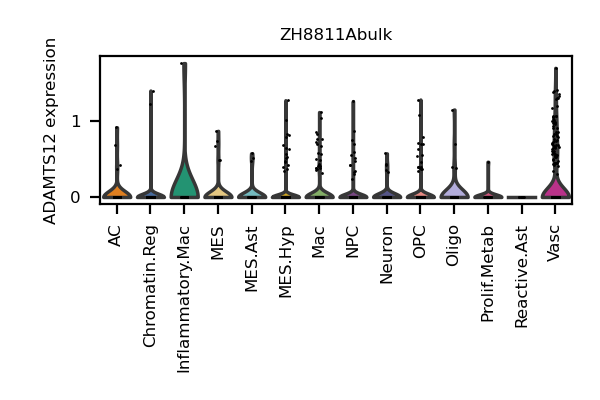 ZH8811Abulk
ADAMTS12 expression
1
0
AC
Chromatin.Reg
Inflammatory.Mac
MES
MES.Ast
MES.Hyp
Mac
NPC
Neuron
OPC
Oligo
Prolif.Metab
Reactive.Ast
Vasc